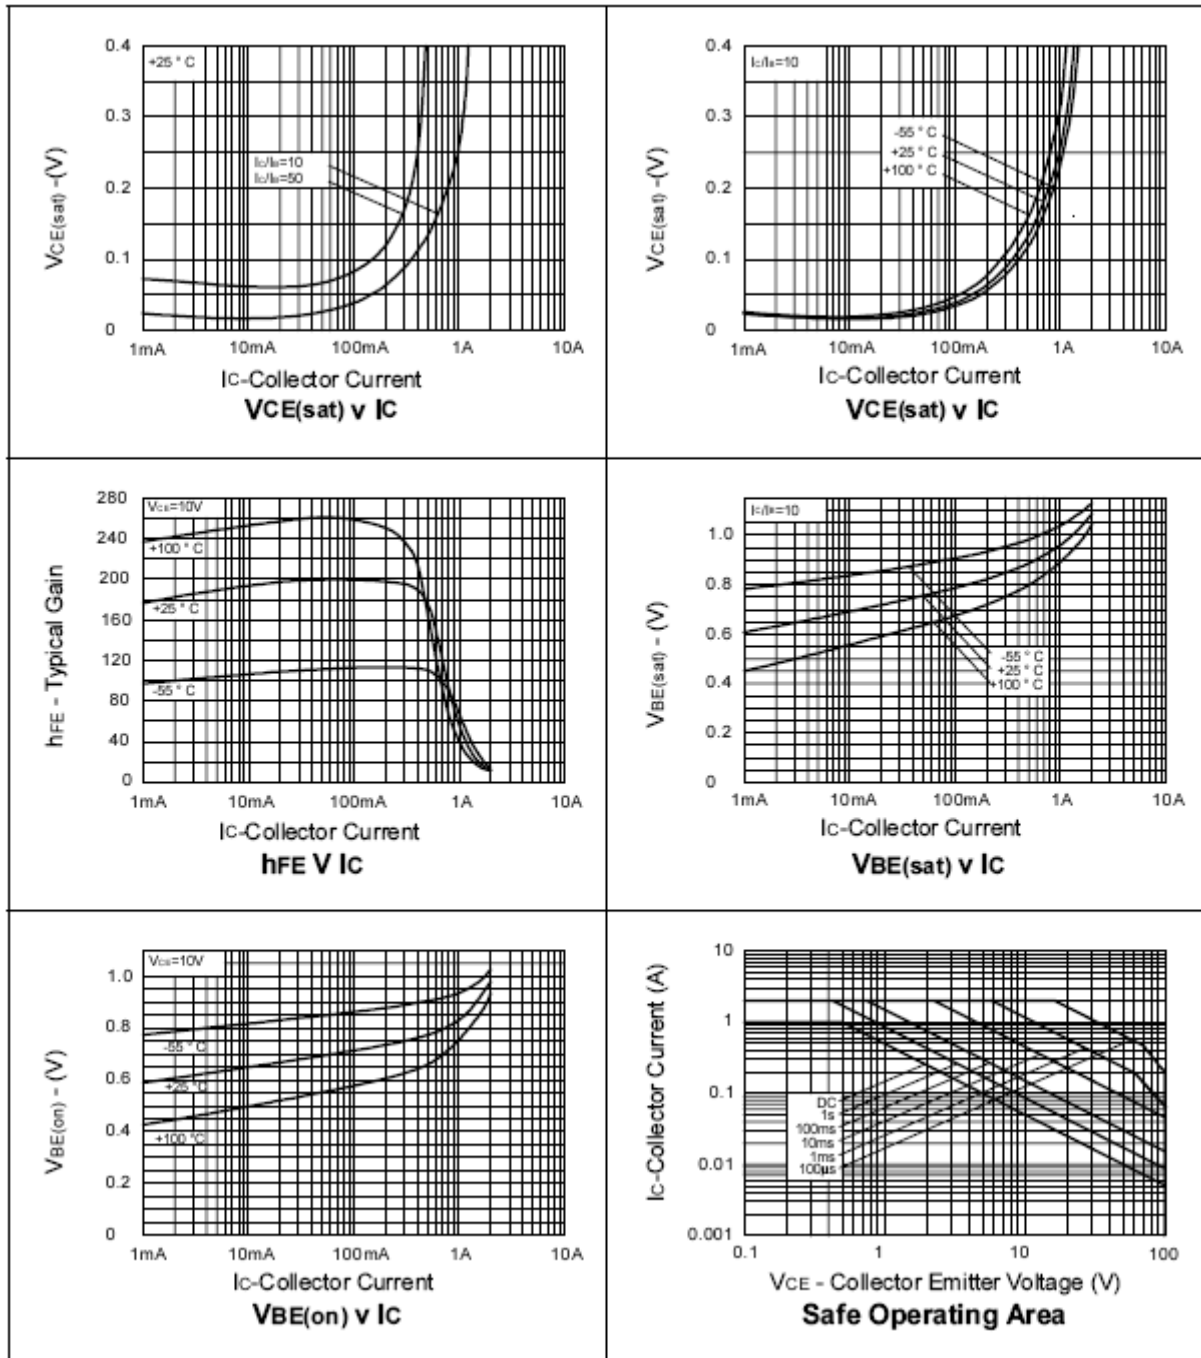 0.4
+25 ° C
0.3
VCE(sat) -(V)
IC/IB=10
IC/IB=50
0.2
0.1
0
1mA 10mA 100mA 1A 10A
IC-Collector Current
VCE(sat) v IC
0.4
IC/IB=10
0.3
VCE(sat) -(V)
-55 ° C
+25 ° C
+100 ° C
0.2
0.1
0
1mA 10mA 100mA 1A 10A
IC-Collector Current
VCE(sat) v IC
280
VCE=10V
240
+100 ° C
200
hFE - Typical Gain
+25 ° C
160
120
-55 ° C
80
40
0
1mA 10mA 100mA 1A 10A
IC-Collector Current
hFE V IC
IC/IB=10
1.0
0.8
VBE(sat) - (V)
0.6
-55 ° C
+25 ° C
+100 ° C
0.4
0.2
0
1mA 10mA 100mA 1A 10A
IC-Collector Current
VBE(sat) v IC
VCE=10V
1.0
0.8
-55 ° C
VBE(on) - (V)
0.6
+25 ° C
0.4
+100 °C
0.2
0
1mA 10mA 100mA 1A 10A
IC-Collector Current
VBE(on) v IC
10
IC-Collector Current (A)
1
0.1
DC
1s
100ms
10ms
1ms
100µs
0.01
0.001
0.1 1 10 100
VCE - Collector Emitter Voltage (V)
Safe Operating Area